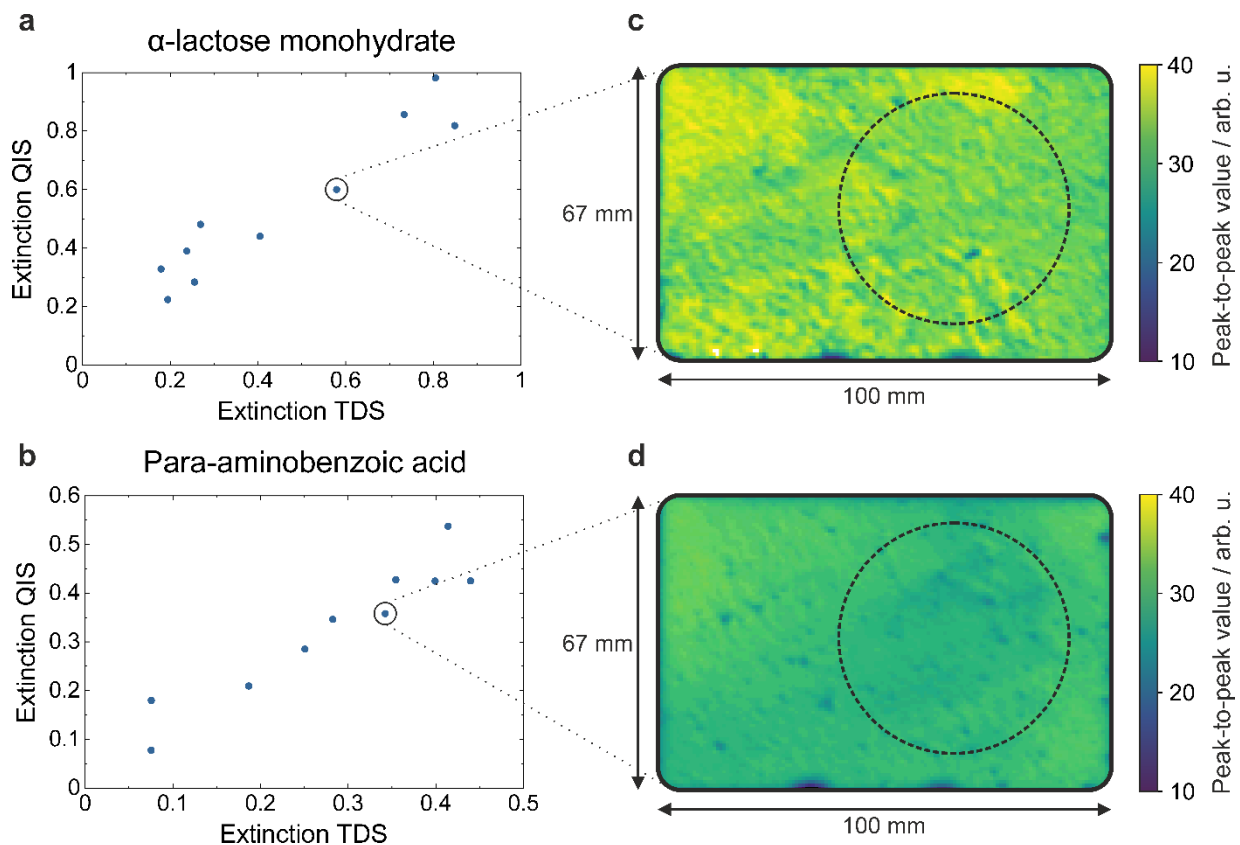 a
α-lactose monohydrate
1
0.8
0.6
0.4
0.2
0
Extinction QIS
0
0.2
0.4
0.6
0.8
1
Extinction TDS
c
67 mm
100 mm
40
30
20
10
Peak-to-peak value / arb. u.
b
Para-aminobenzoic acid
0.6
0.5
0.4
0.3
0.2
0.1
0
Extinction QIS
0
0.1
0.2
0.3
0.4
0.5
Extinction TDS
d
67 mm
100 mm
40
30
20
10
Peak-to-peak value / arb. u.